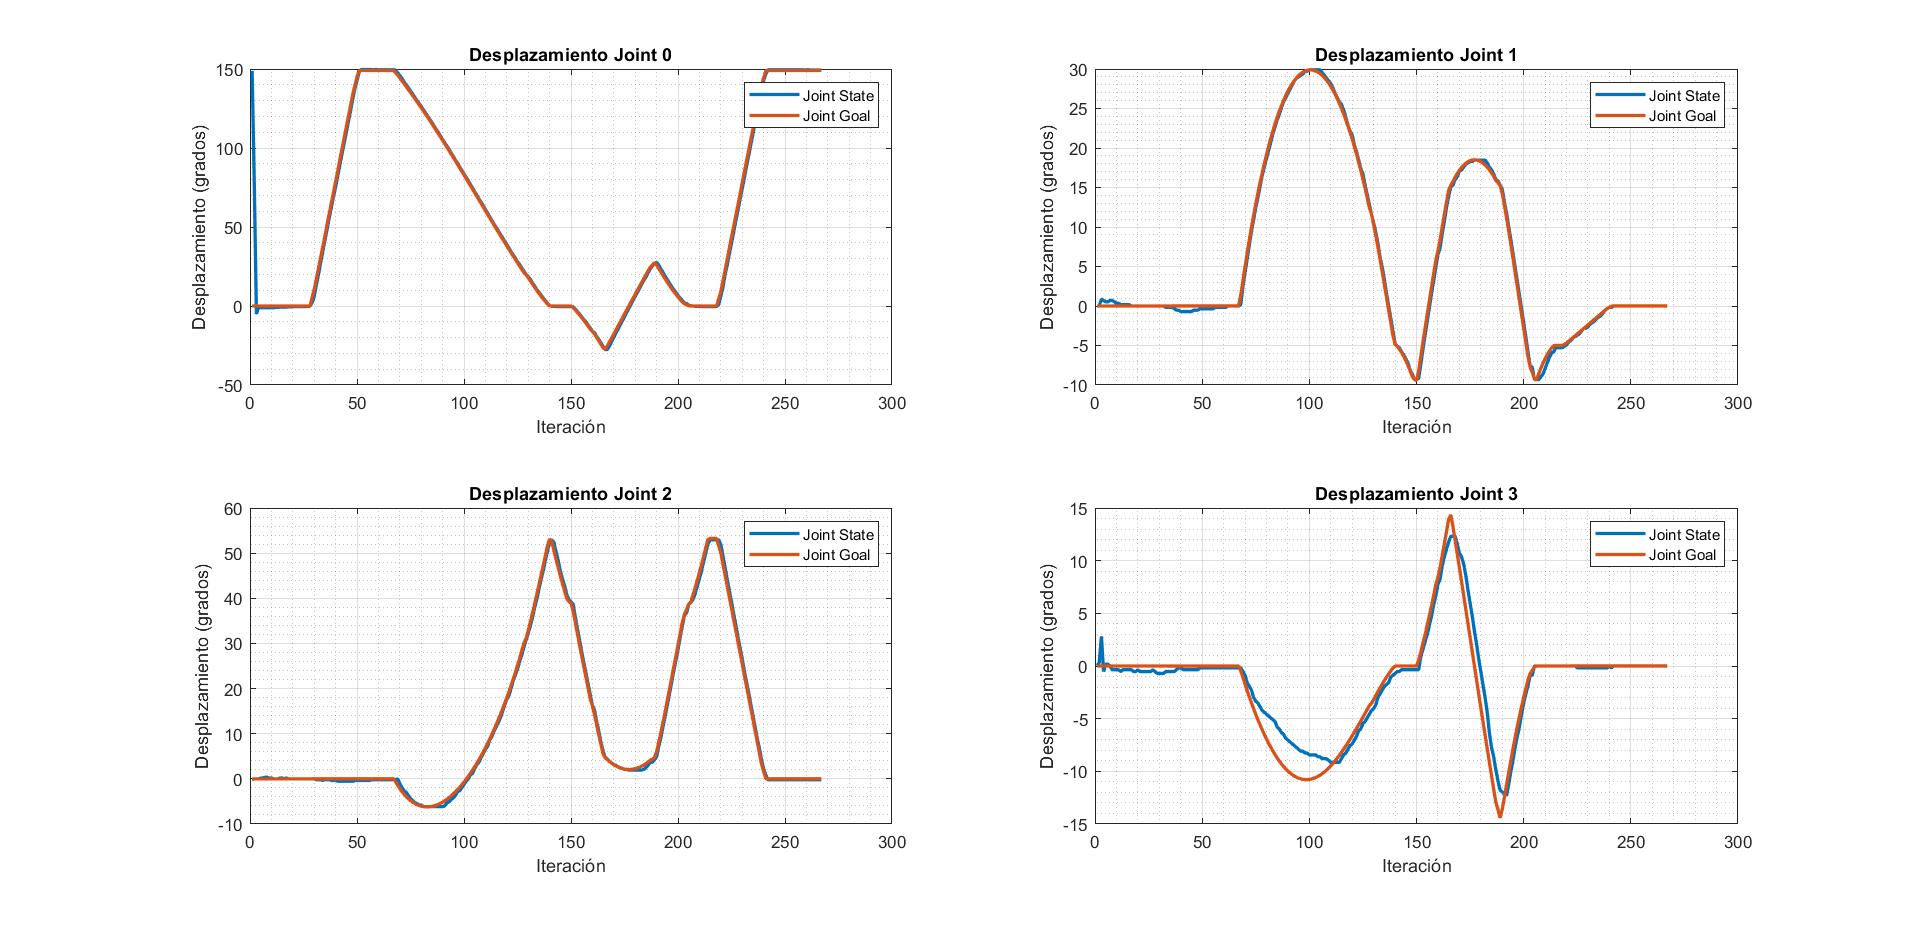 Desplazamiento Joint 0
150
100
50
0
-50
Desplazamiento (grados)
Joint State
Joint Goal
0 50 100 150 200 250 300
Iteración
Desplazamiento Joint 1
30
25
20
15
10
5
0
-5
-10
Desplazamiento (grados)
Joint State
Joint Goal
0 50 100 150 200 250 300
Iteración
Desplazamiento Joint 2
60
50
40
30
20
10
0
-10
Desplazamiento (grados)
Joint State
Joint Goal
0 50 100 150 200 250 300
Iteración
Desplazamiento Joint 3
15
10
5
0
-5
-10
-15
Desplazamiento (grados)
Joint State
Joint Goal
0 50 100 150 200 250 300
Iteración